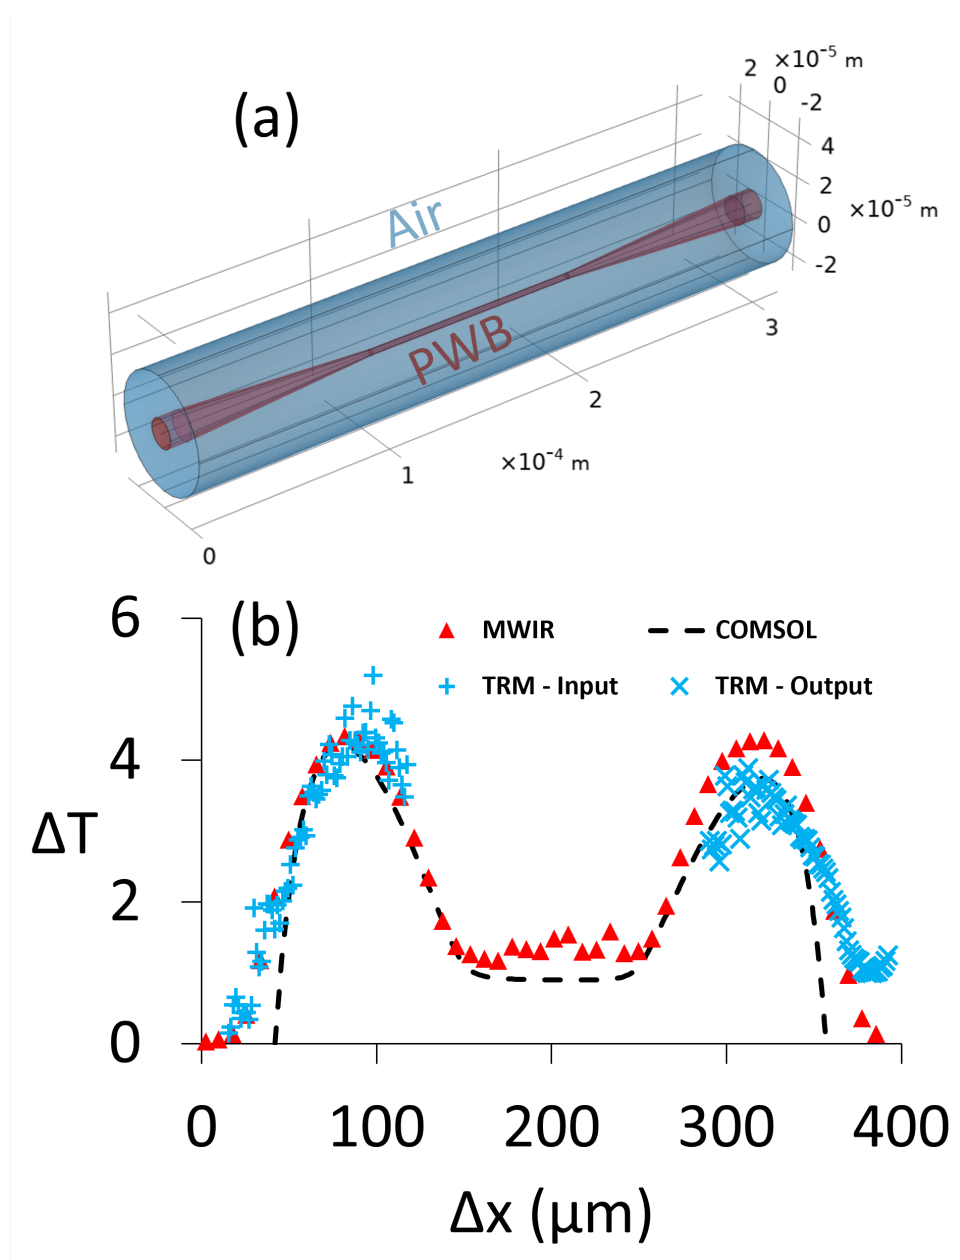 (a)
2 ×10⁻⁵ m
0
-2
4
2
0 ×10⁻⁵ m
-2
Air
PWB
3
2
1 ×10⁻⁴ m
0
(b)
MWIR COMSOL
TRM - Input TRM - Output
6
4
ΔT
2
0
0 100 200 300 400
Δx (μm)